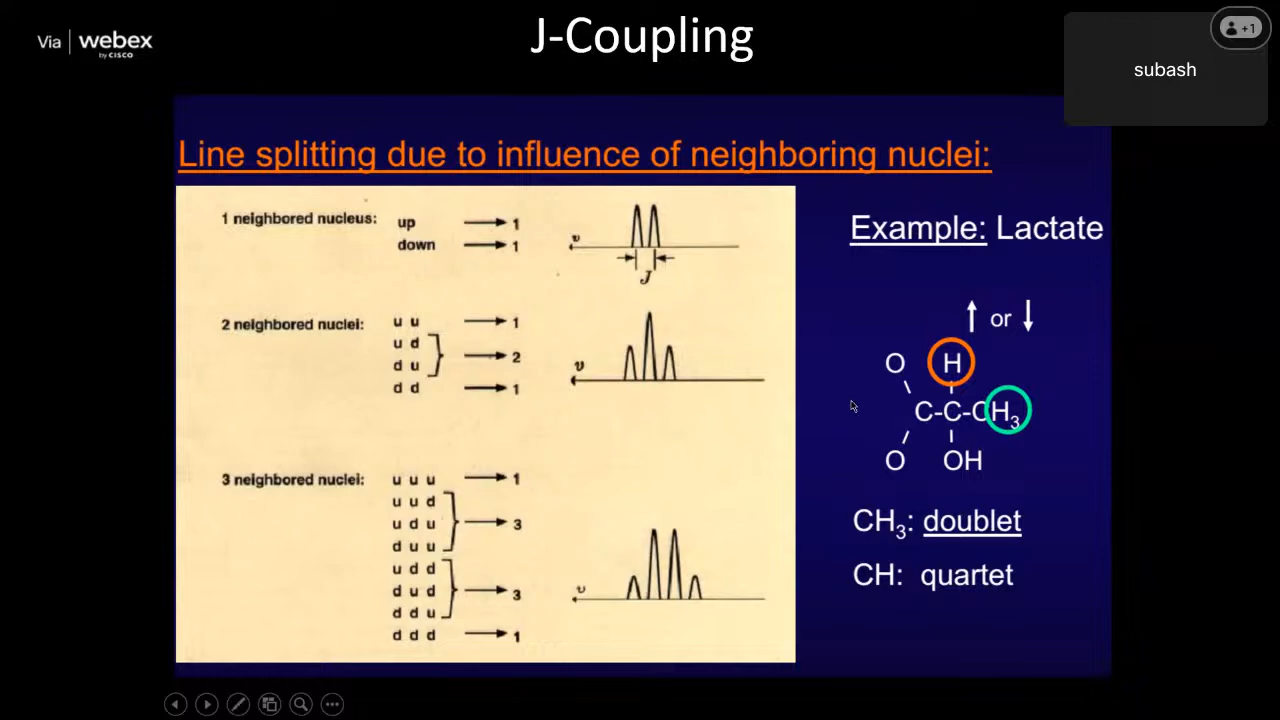 Via webex
by CISCO
J-Coupling
+1
subash
Line splitting due to influence of neighboring nuclei:
1 neighbored nucleus: up → 1
down → 1
υ
J
2 neighbored nuclei: u u → 1
u d
d u
→ 2
d d → 1
υ
3 neighbored nuclei: u u u → 1
u u d
u d u
d u u
→ 3
u d d
d u d
d d u
→ 3
d d d → 1
υ
Example: Lactate
↑ or ↓
O H
C-C-CH₃
O OH
CH₃: doublet
CH: quartet